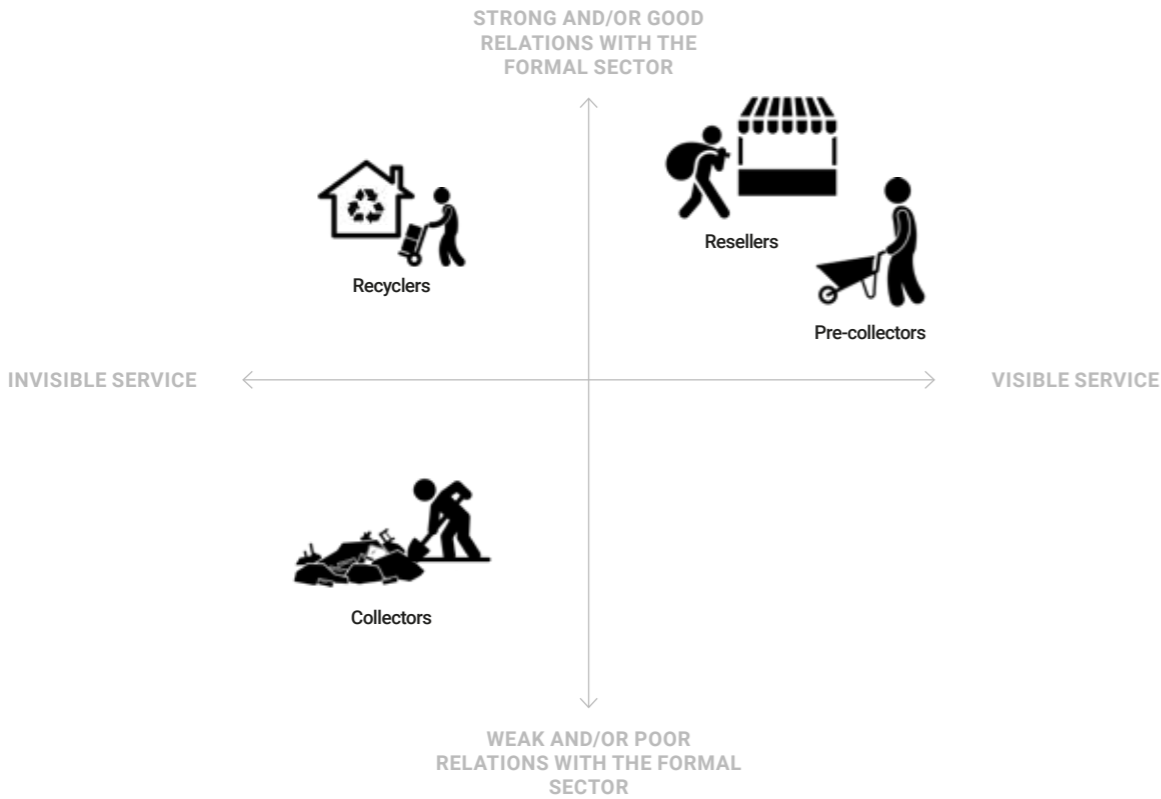 STRONG AND/OR GOOD
RELATIONS WITH THE
FORMAL SECTOR
Resellers
Recyclers
Pre-collectors
INVISIBLE SERVICE
VISIBLE SERVICE
Collectors
WEAK AND/OR POOR
RELATIONS WITH THE FORMAL
SECTOR